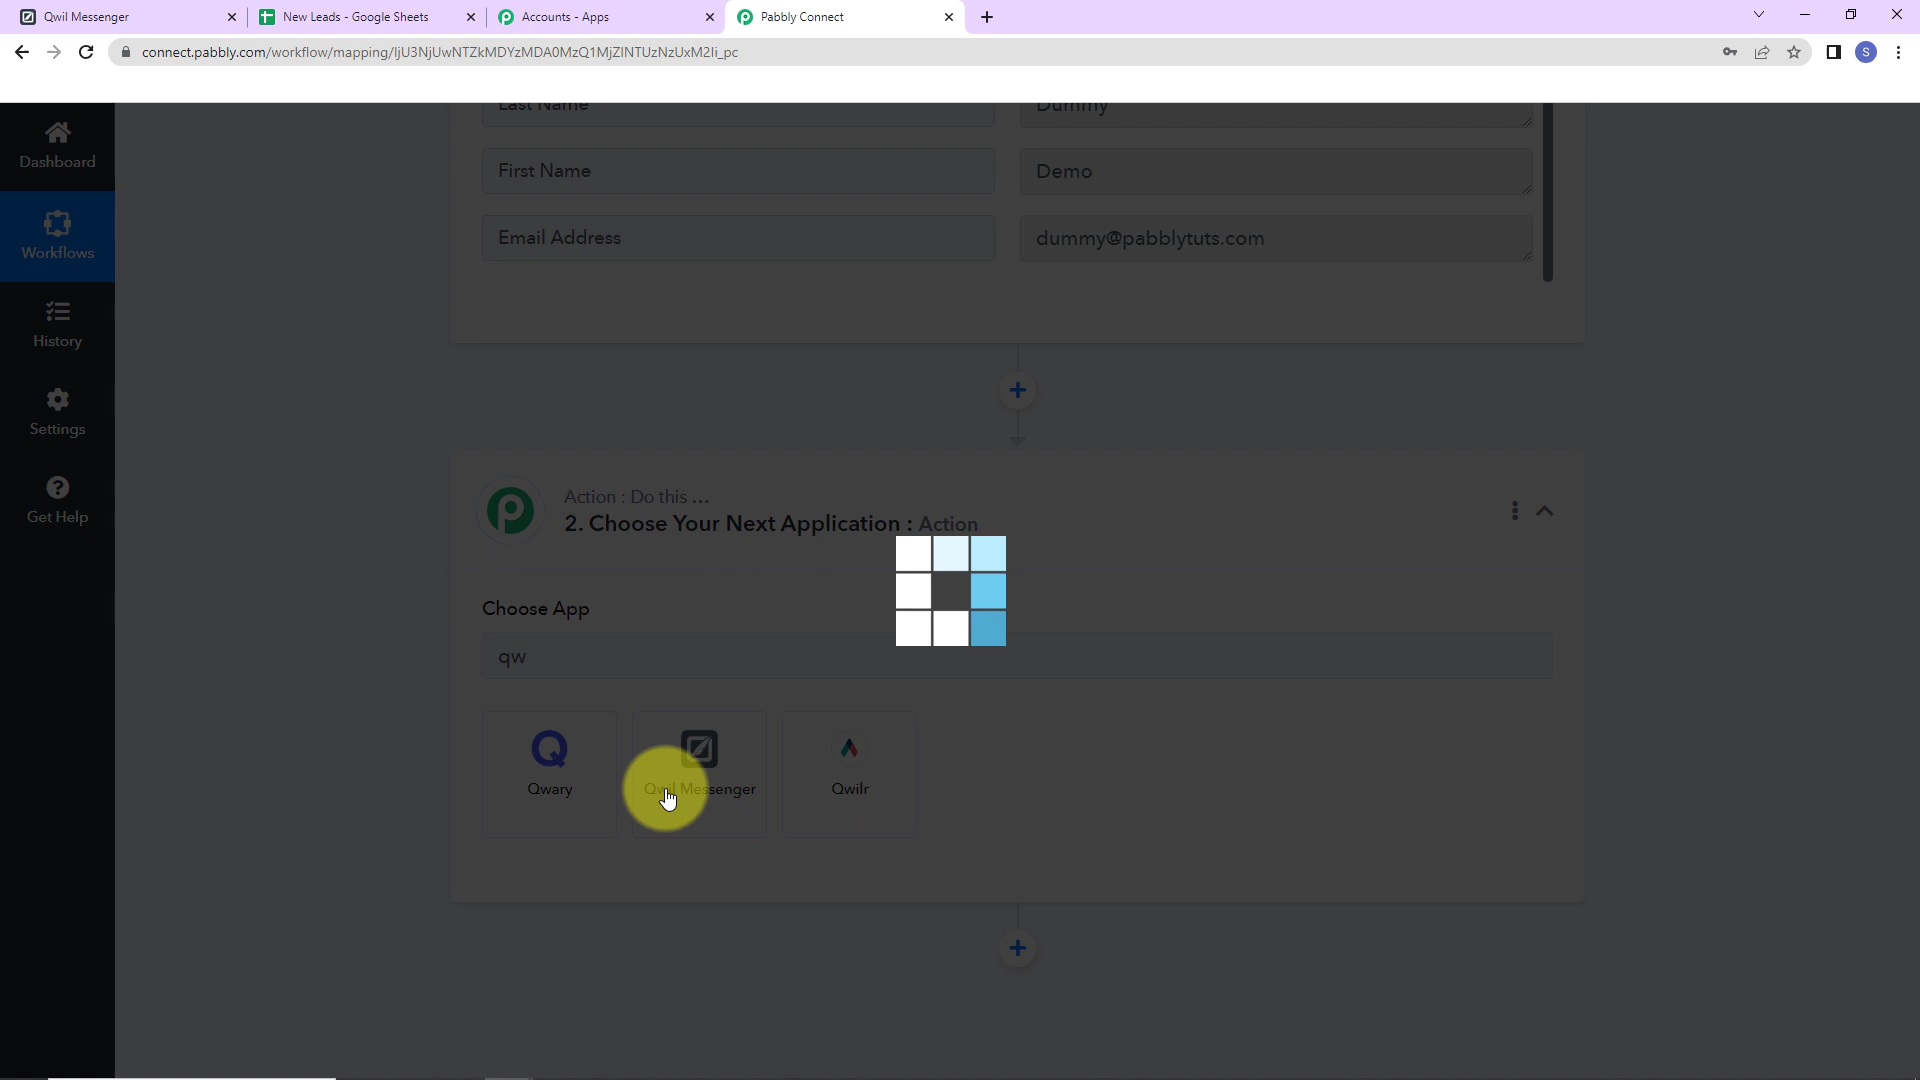 Qwil Messenger
New Leads - Google Sheets
Accounts - Apps
Pabbly Connect
connect.pabbly.com/workflow/mapping/IjU3NjUwNTZkMDYzMDA0MzQ1MjZlNTUzNzUxM2Ii_pc
S
Dashboard
Workflows
History
Settings
Get Help
Last Name
Dummy
First Name
Demo
Email Address
dummy@pabblytuts.com
Action : Do this ...
2. Choose Your Next Application : Action
Choose App
qw
Qwary
Qwil Messenger
Qwilr